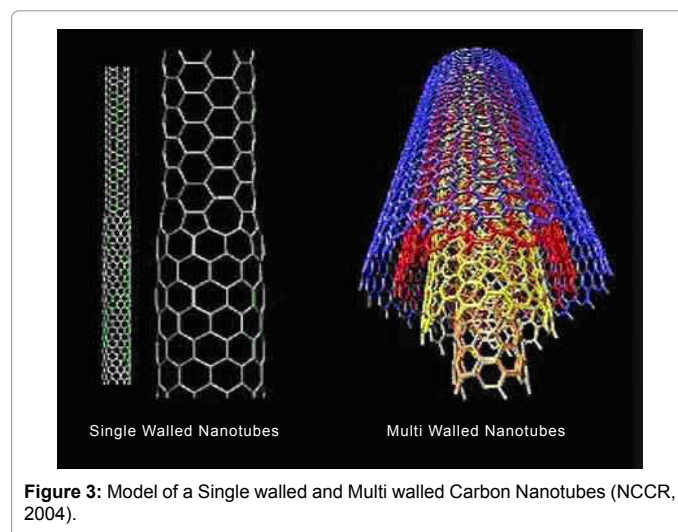 Single Walled Nanotubes
Multi Walled Nanotubes
Figure 3: Model of a Single walled and Multi walled Carbon Nanotubes (NCCR,
2004).